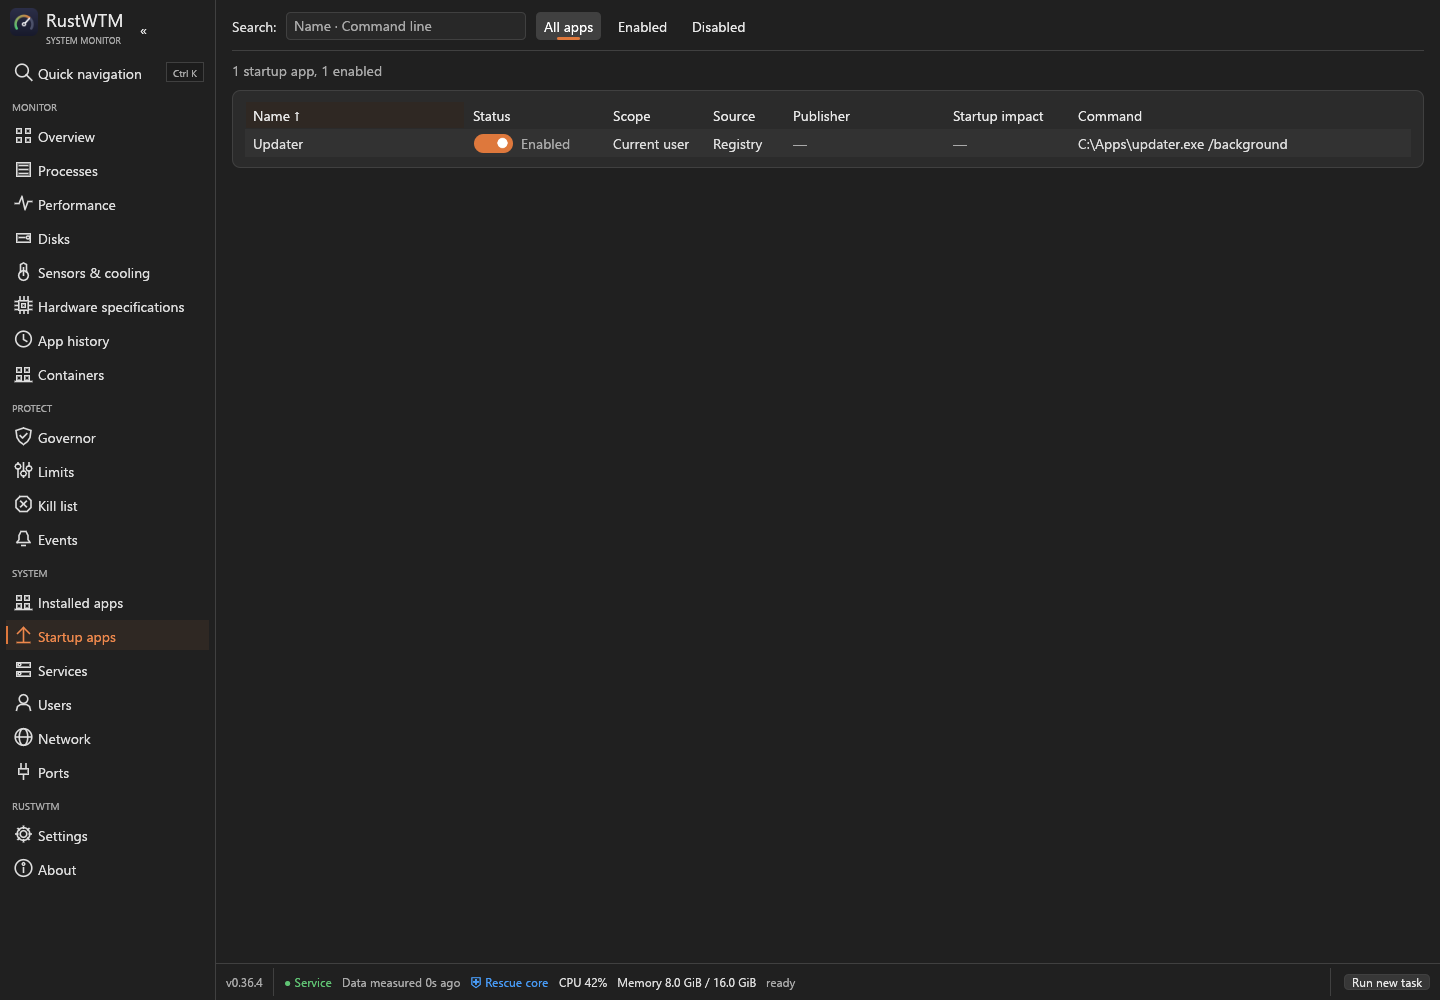 RustWTM
SYSTEM MONITOR
«
Quick navigation Ctrl K
MONITOR
Overview
Processes
Performance
Disks
Sensors & cooling
Hardware specifications
App history
Containers
PROTECT
Governor
Limits
Kill list
Events
SYSTEM
Installed apps
Startup apps
Services
Users
Network
Ports
RUSTWTM
Settings
About
Search: Name · Command line All apps Enabled Disabled
1 startup app, 1 enabled
Name ↑ Status Scope Source Publisher Startup impact Command
Updater Enabled Current user Registry — — C:\Apps\updater.exe /background
v0.36.4 ● Service Data measured 0s ago Rescue core CPU 42% Memory 8.0 GiB / 16.0 GiB ready Run new task